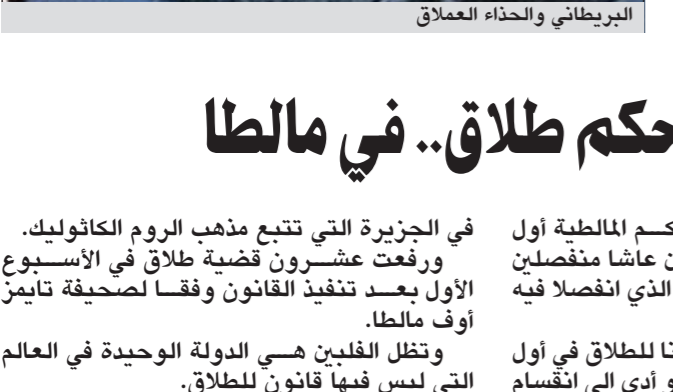 البريطاني والحذاء العملاق
حكم طلاق.. في مالطا
كـم المالطية أول
ن عاشا منفصلين
الذي انفصلا فيه
تا للطلاق في أول
و أدى الى انقسام
في الجزيرة التي تتبع مذهب الروم الكاثوليك.
ورفعت عشـرون قضية طلاق في الأسـبوع
الأول بعـد تنفيذ القانون وفقـا لصحيفة تايمز
أوف مالطا.
وتظل الفلبين هـي الدولة الوحيدة في العالم
التي ليس فيها قانون للطلاق.